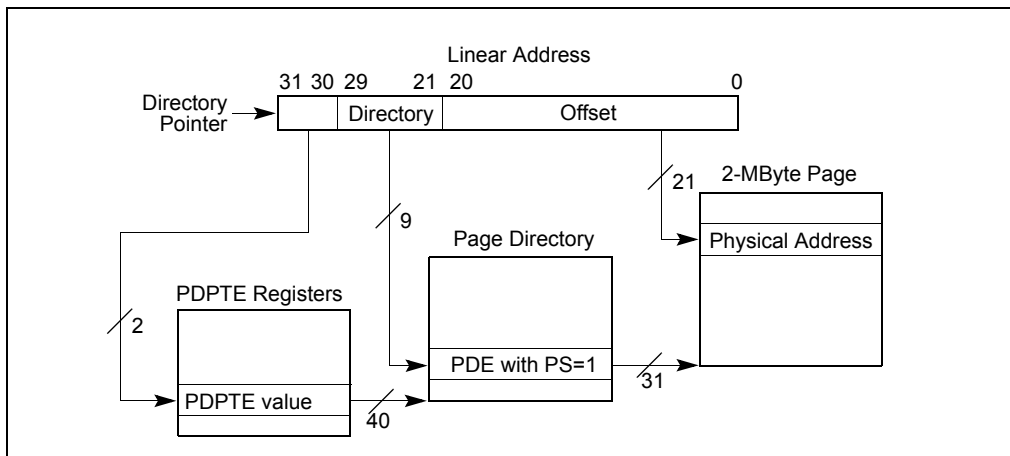 Linear Address
31 30 29 21 20 0
Directory Pointer
Directory
Offset
21
2-MByte Page
9
Page Directory
Physical Address
PDPTE Registers
2
PDE with PS=1
31
PDPTE value
40